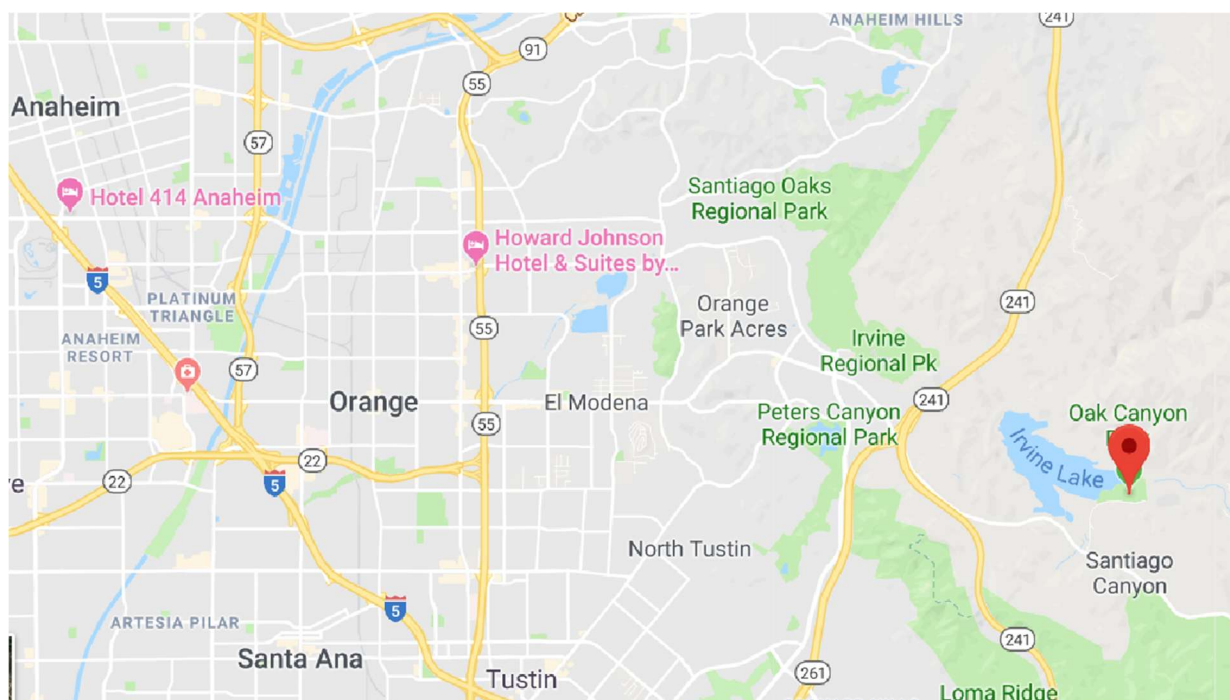 ANAHEIM HILLS
241
91
55
Anaheim
57
Hotel 414 Anaheim
Santiago Oaks
Regional Park
Howard Johnson
Hotel & Suites by...
5
PLATINUM
TRIANGLE
241
Orange
Park Acres
55
ANAHEIM
RESORT
Irvine
Regional Pk
57
Orange
El Modena
241
Peters Canyon
Regional Park
Oak Canyon
55
Irvine Lake
22
22
5
North Tustin
Santiago
Canyon
5
ARTESIA PILAR
241
Santa Ana
Tustin
261
Loma Ridge